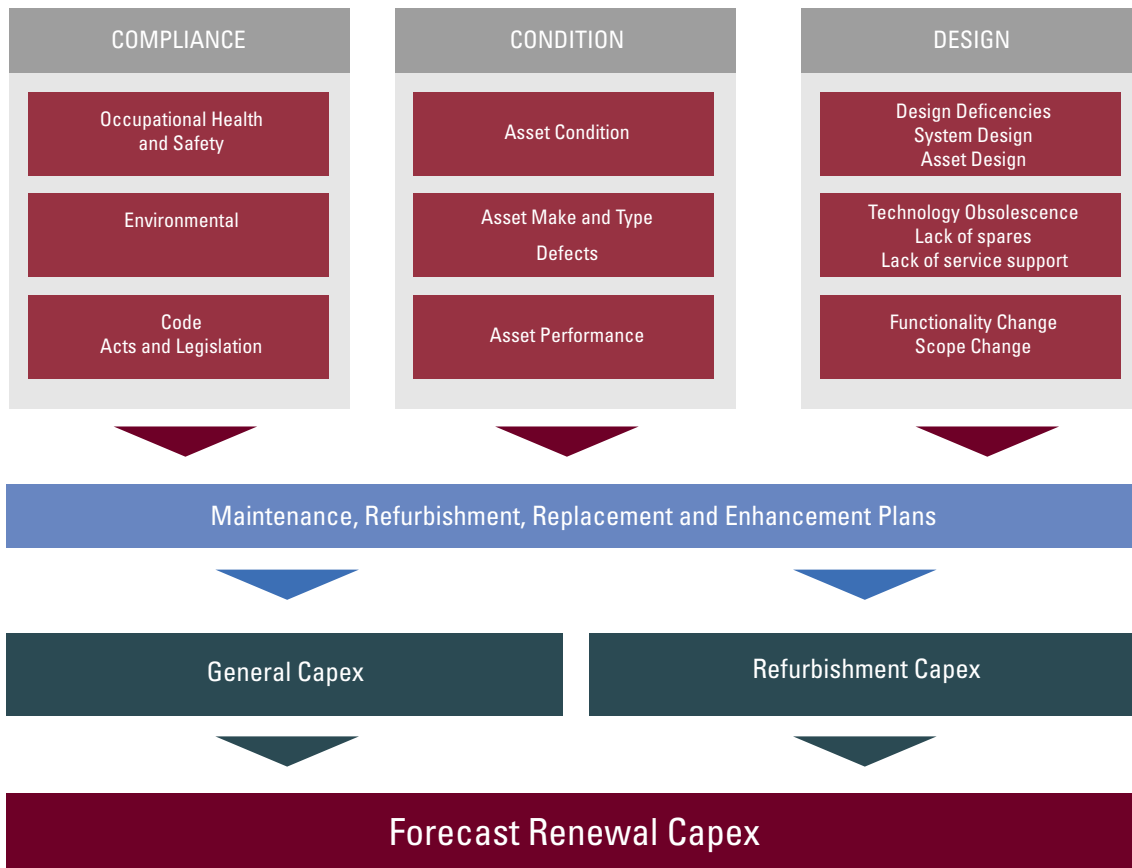 COMPLIANCE
Occupational Health
and Safety
Environmental
Code
Acts and Legislation
CONDITION
Asset Condition
Asset Make and Type
Defects
Asset Performance
DESIGN
Design Deficencies
System Design
Asset Design
Technology Obsolescence
Lack of spares
Lack of service support
Functionality Change
Scope Change
Maintenance, Refurbishment, Replacement and Enhancement Plans
General Capex
Refurbishment Capex
Forecast Renewal Capex